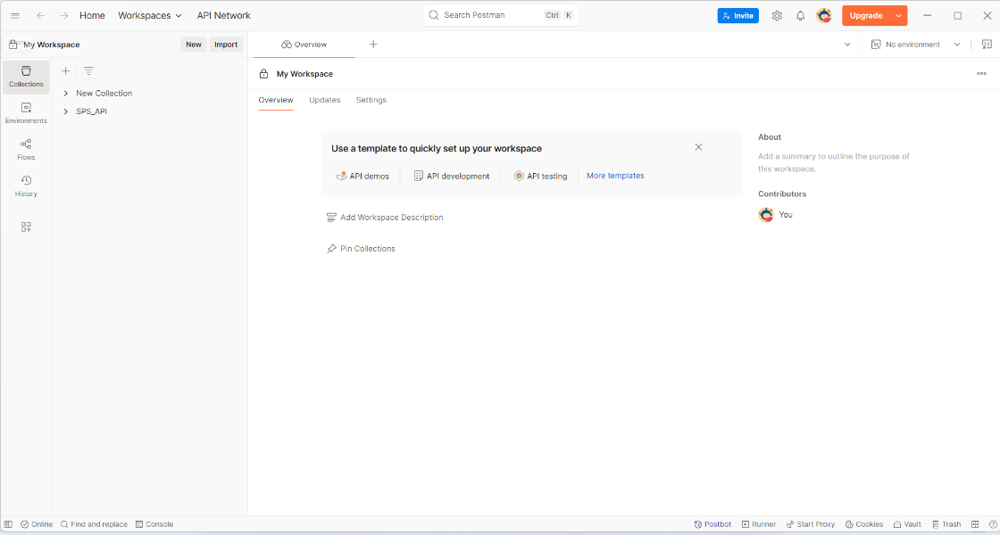 Home Workspaces API Network Search Postman Ctrl K Invite Upgrade
My Workspace New Import Overview No environment
My Workspace
Collections
New Collection
SPS_API
Environments
Flows
History
Overview Updates Settings
Use a template to quickly set up your workspace
API demos API development API testing More templates
Add Workspace Description
Pin Collections
About
Add a summary to outline the purpose of
this workspace.
Contributors
You
Online Find and replace Console Postbot Runner Start Proxy Cookies Vault Trash